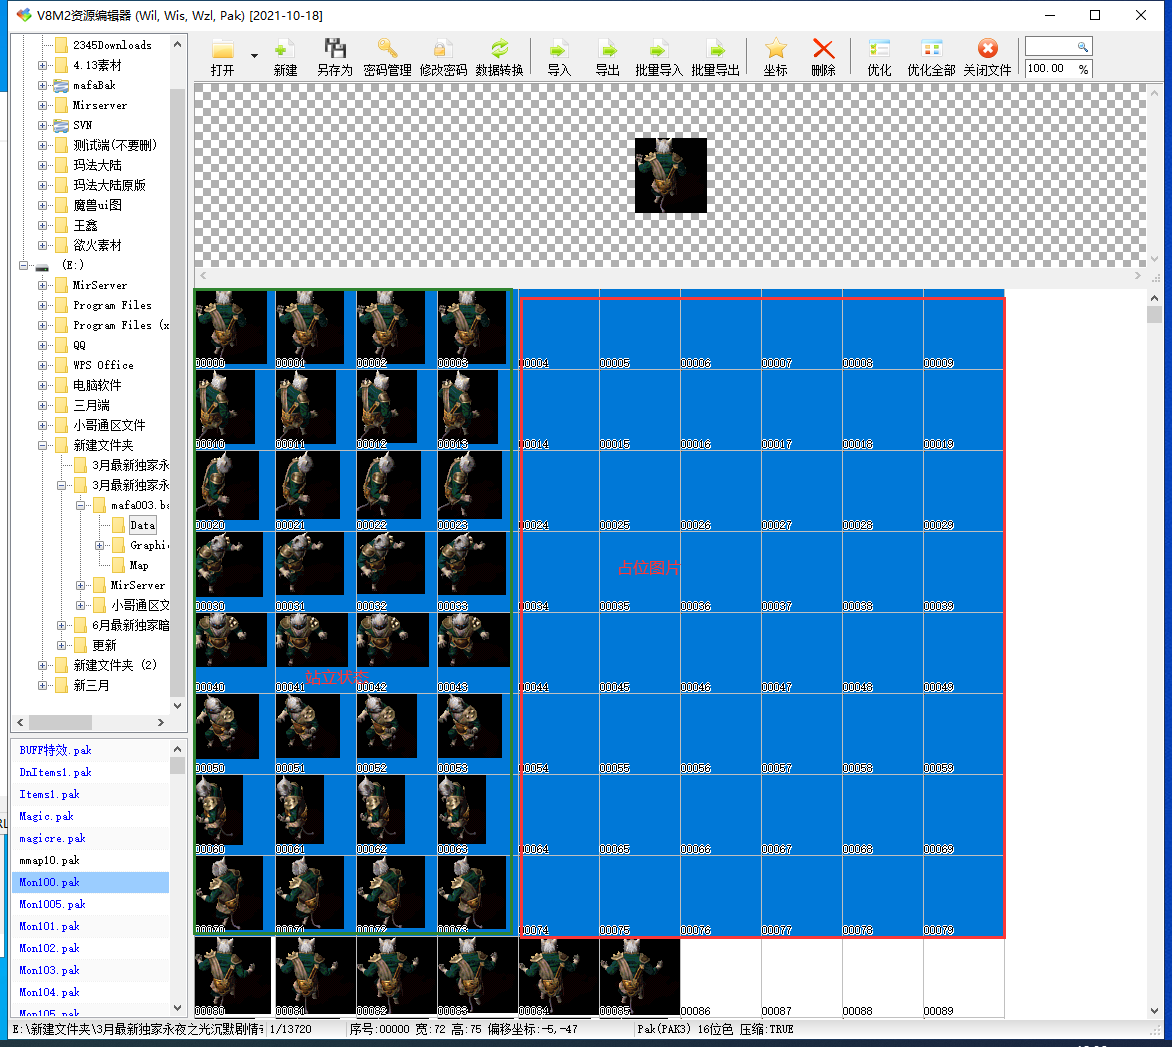 V8M2资源编辑器 (Wil, Wis, Wzl, Pak) [2021-10-18]
打开
新建
另存为
密码管理
修改密码
数据转换
导入
导出
批量导入
批量导出
坐标
删除
优化
优化全部
关闭文件
100.00 %
2345Downloads
4.13素材
mafaBak
Mirserver
SVN
测试端(不要删)
玛法大陆
玛法大陆原版
魔兽ui图
王鑫
欲火素材
(E:)
MirServer
Program Files
Program Files (x
QQ
WPS Office
电脑软件
三月端
小哥通区文件
新建文件夹
3月最新独家永
3月最新独家永
mafa003.ba
Data
Graphi
Map
MirServer
小哥通区文
6月最新独家暗
更新
新建文件夹 (2)
新三月
BUFF特效.pak
DnItems1.pak
Items1.pak
Magic.pak
magicre.pak
mmap10.pak
Mon100.pak
Mon1005.pak
Mon101.pak
Mon102.pak
Mon103.pak
Mon104.pak
Mon105.pak
00000 00001 00002 00003 00004 00005 00006 00007 00008 00009
00010 00011 00012 00013 00014 00015 00016 00017 00018 00019
00020 00021 00022 00023 00024 00025 00026 00027 00028 00029
占位图片
00030 00031 00032 00033 00034 00035 00036 00037 00038 00039
站立状态
00040 00041 00042 00043 00044 00045 00046 00047 00048 00049
00050 00051 00052 00053 00054 00055 00056 00057 00058 00059
00060 00061 00062 00063 00064 00065 00066 00067 00068 00069
00070 00071 00072 00073 00074 00075 00076 00077 00078 00079
00080 00081 00082 00083 00084 00085 00086 00087 00088 00089
E:\新建文件夹\3月最新独家永夜之光沉默剧情 1/13720 序号:00000 宽:72 高:75 偏移坐标:-5,-47 Pak(PAK3) 16位色 压缩:TRUE